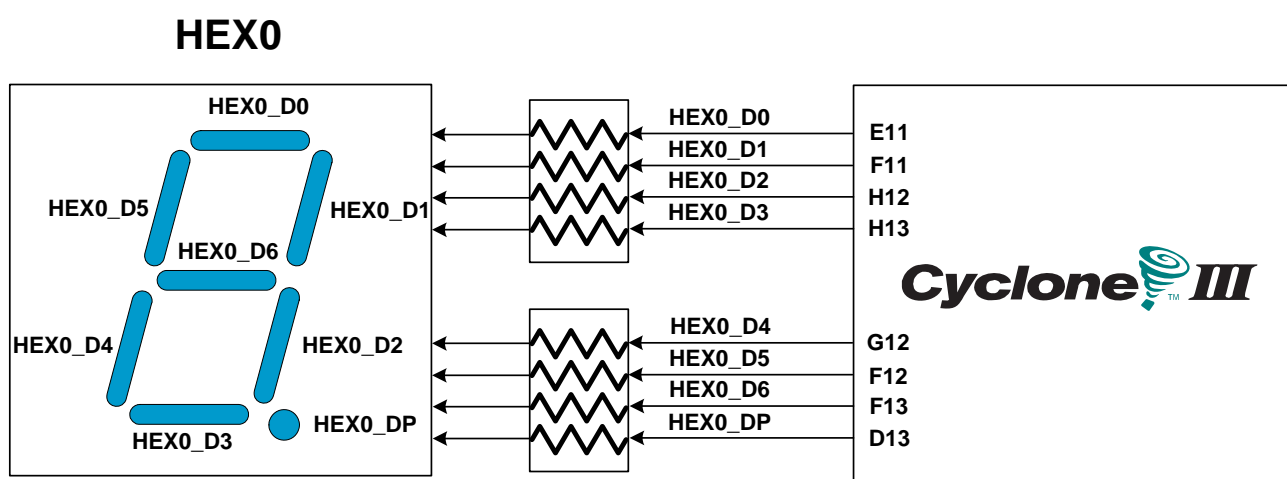 HEX0
HEX0_D0
HEX0_D5
HEX0_D1
HEX0_D6
HEX0_D4
HEX0_D2
HEX0_D3
HEX0_DP
HEX0_D0
HEX0_D1
HEX0_D2
HEX0_D3
HEX0_D4
HEX0_D5
HEX0_D6
HEX0_DP
E11
F11
H12
H13
Cyclone III
TM
G12
F12
F13
D13